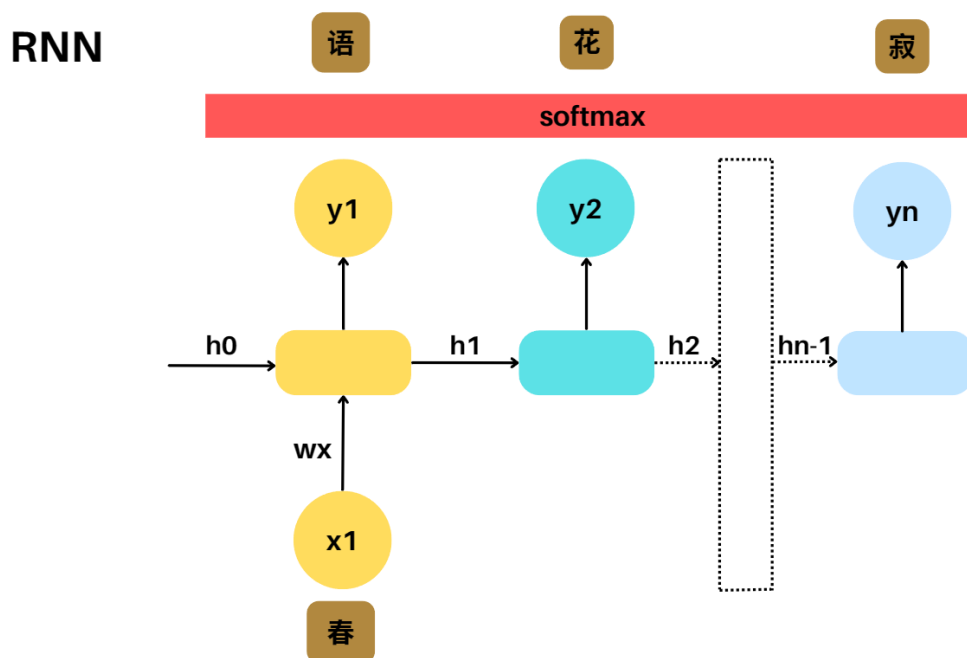 RNN
语
花
寂
softmax
y1
y2
yn
h0
h1
h2
hn-1
wx
x1
春